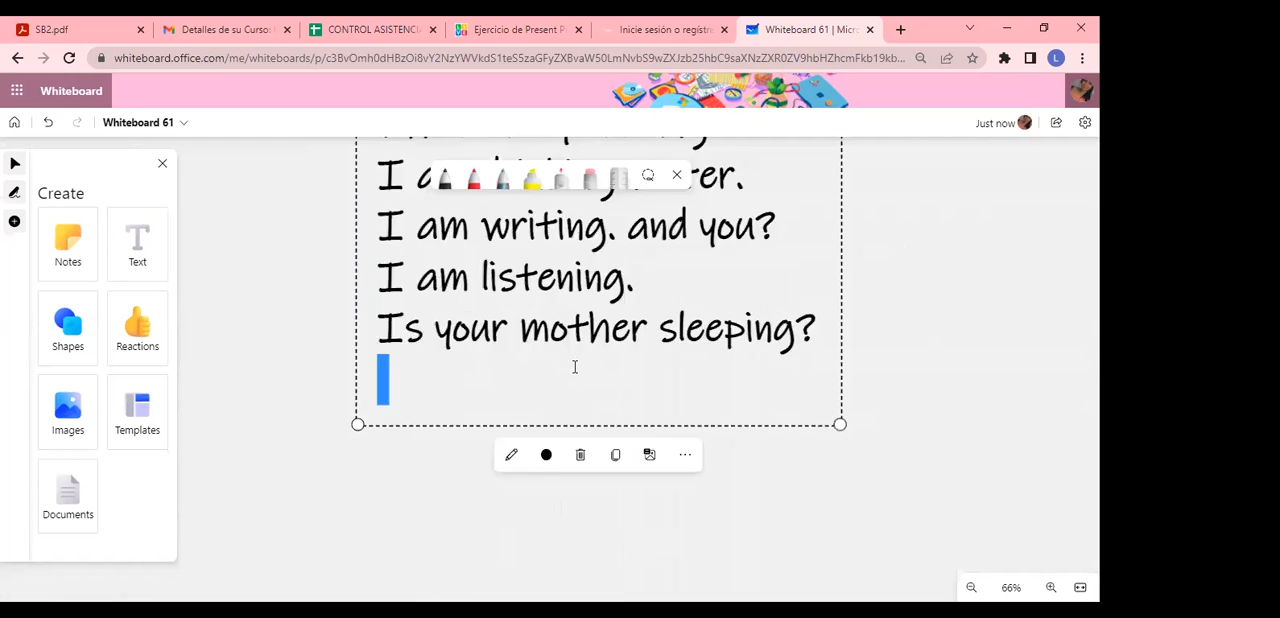 SB2.pdf
Detalles de su Curso:
CONTROL ASISTENCI
Ejercicio de Present P
Inicie sesión o registre
Whiteboard 61 | Micr
whiteboard.office.com/me/whiteboards/p/
L
Whiteboard
Whiteboard 61
Just now
Create
Notes
Text
Shapes
Reactions
Images
Templates
Documents
I
I a ter.
I am writing. and you?
I am listening.
Is your mother sleeping?
66%